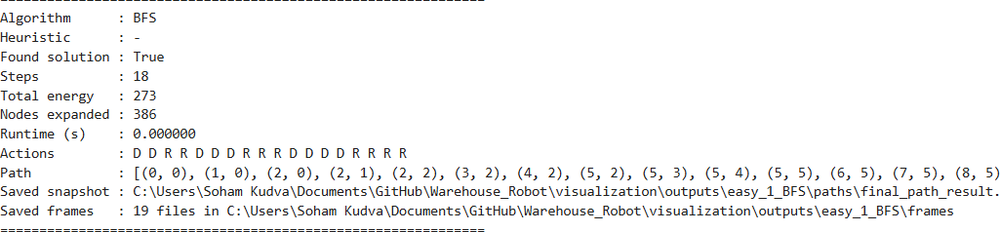 ==============================================================
Algorithm      : BFS
Heuristic      : -
Found solution : True
Steps          : 18
Total energy   : 273
Nodes expanded : 386
Runtime (s)    : 0.000000
Actions        : D D R R D D D R R R D D D D R R R R
Path           : [(0, 0), (1, 0), (2, 0), (2, 1), (2, 2), (3, 2), (4, 2), (5, 2), (5, 3), (5, 4), (5, 5), (6, 5), (7, 5), (8, 5)
Saved snapshot : C:\Users\Soham Kudva\Documents\GitHub\Warehouse_Robot\visualization\outputs\easy_1_BFS\paths\final_path_result.
Saved frames   : 19 files in C:\Users\Soham Kudva\Documents\GitHub\Warehouse_Robot\visualization\outputs\easy_1_BFS\frames
==============================================================